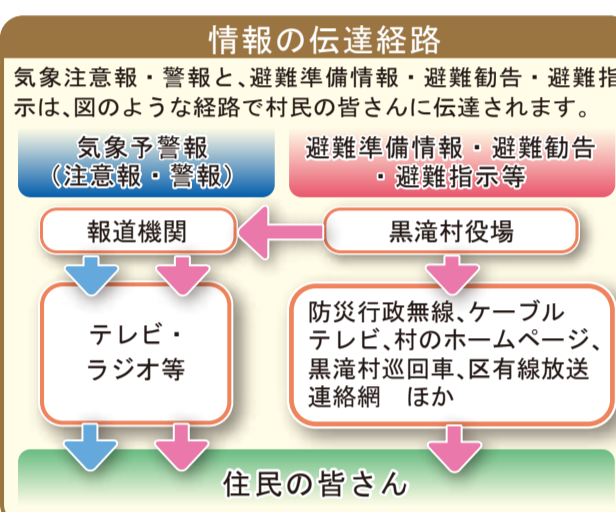 情報の伝達経路
気象注意報・警報と、避難準備情報・避難勧告・避難指
示は、図のような経路で村民の皆さんに伝達されます。
気象予警報
（注意報・警報）
避難準備情報・避難勧告
・避難指示等
報道機関
黒滝村役場
テレビ・
ラジオ等
防災行政無線、ケーブル
テレビ、村のホームページ、
黒滝村巡回車、区有線放送
連絡網　ほか
住民の皆さん